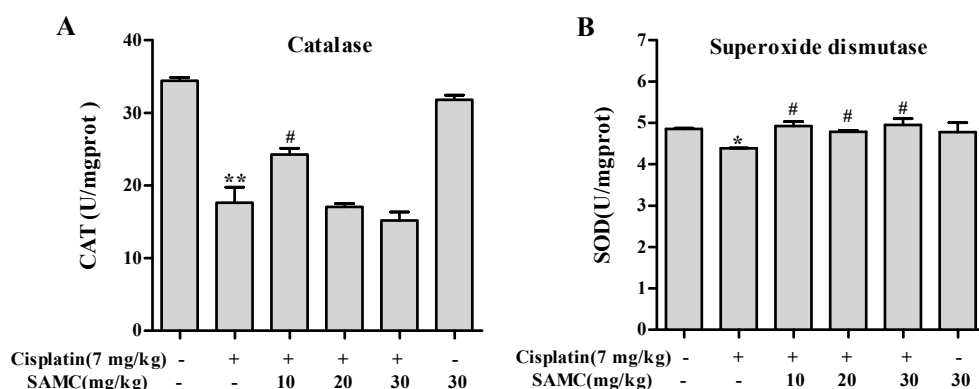 A
Catalase
40
30
20
10
0
CAT (U/mgprot )
**
#
Cisplatin(7 mg/kg) - + + + + -
SAMC(mg/kg) - - 10 20 30 30
B
Superoxide dismutase
7
6
5
4
3
2
1
0
SOD(U/mgprot)
*
#
#
#
Cisplatin(7 mg/kg) - + + + + -
SAMC(mg/kg) - - 10 20 30 30